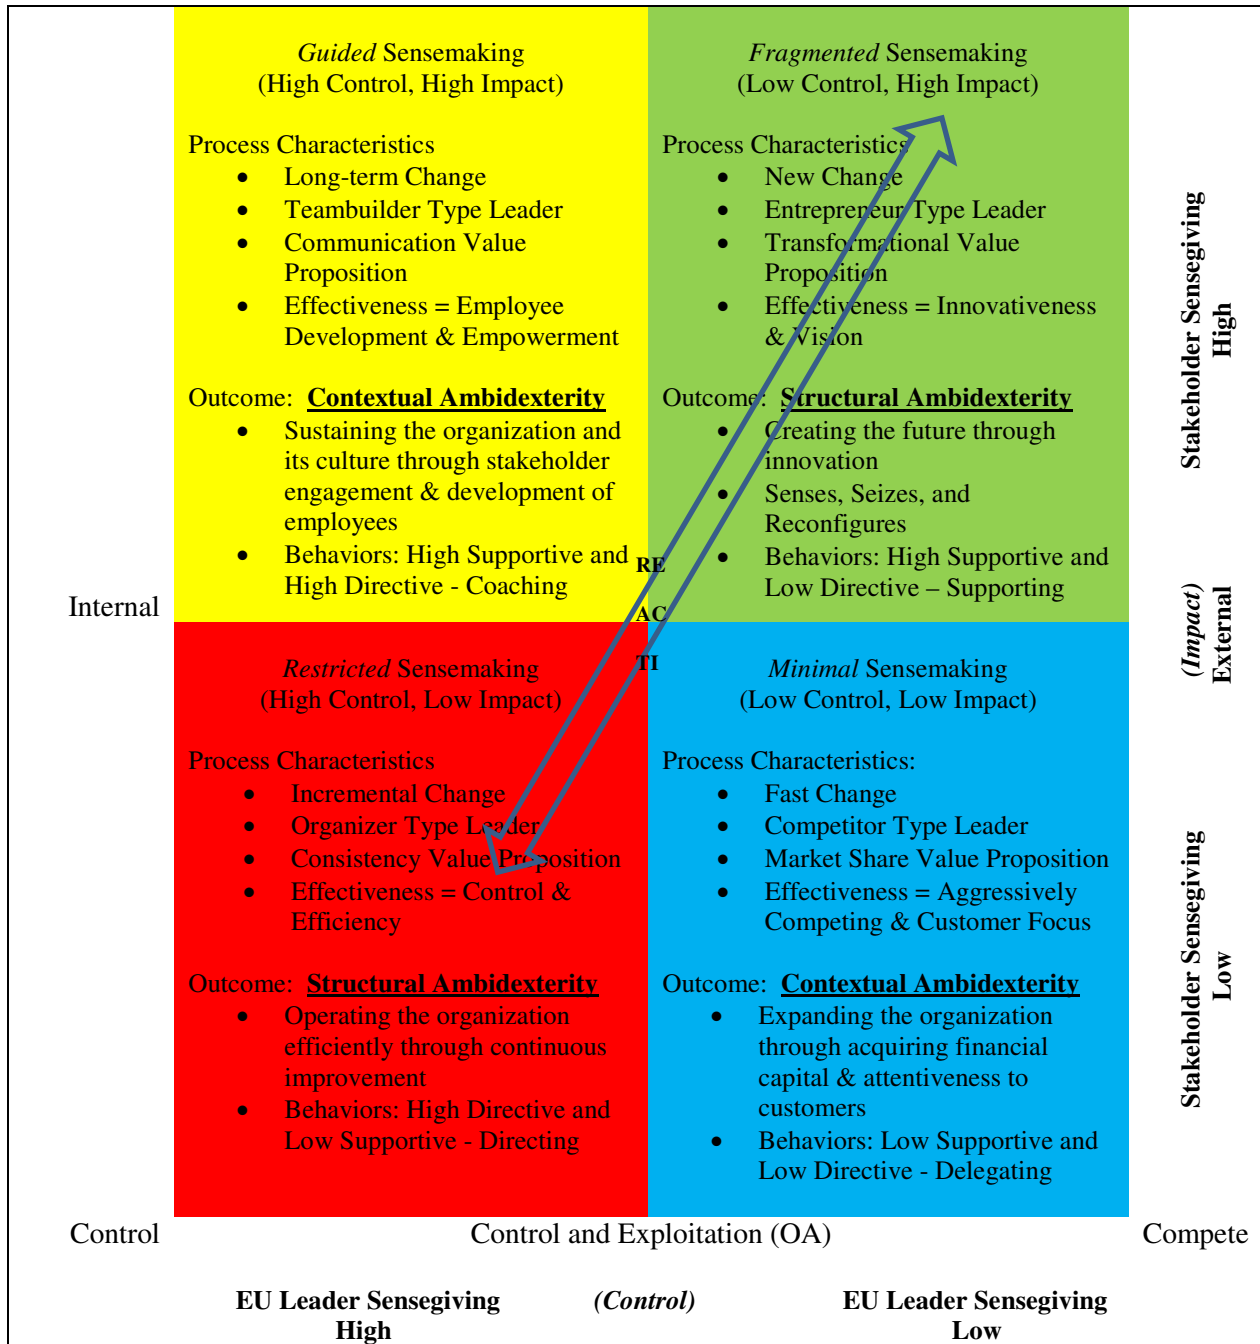 Guided Sensemaking
(High Control, High Impact)
Process Characteristics
• Long-term Change
• Teambuilder Type Leader
• Communication Value
Proposition
• Effectiveness = Employee
Development & Empowerment
Outcome: Contextual Ambidexterity
• Sustaining the organization and
its culture through stakeholder
engagement & development of
employees
• Behaviors: High Supportive and
High Directive - Coaching
Fragmented Sensemaking
(Low Control, High Impact)
Process Characteristics
• New Change
• Entrepreneur Type Leader
• Transformational Value
Proposition
• Effectiveness = Innovativeness
& Vision
Outcome: Structural Ambidexterity
• Creating the future through
innovation
• Senses, Seizes, and
Reconfigures
• Behaviors: High Supportive and
Low Directive – Supporting
Stakeholder Sensegiving
High
Internal
RE
AC
TI
(Impact)
External
Restricted Sensemaking
(High Control, Low Impact)
Process Characteristics
• Incremental Change
• Organizer Type Leader
• Consistency Value Proposition
• Effectiveness = Control &
Efficiency
Outcome: Structural Ambidexterity
• Operating the organization
efficiently through continuous
improvement
• Behaviors: High Directive and
Low Supportive - Directing
Minimal Sensemaking
(Low Control, Low Impact)
Process Characteristics:
• Fast Change
• Competitor Type Leader
• Market Share Value Proposition
• Effectiveness = Aggressively
Competing & Customer Focus
Outcome: Contextual Ambidexterity
• Expanding the organization
through acquiring financial
capital & attentiveness to
customers
• Behaviors: Low Supportive and
Low Directive - Delegating
Stakeholder Sensegiving
Low
Control
Control and Exploitation (OA)
Compete
EU Leader Sensegiving
High
(Control)
EU Leader Sensegiving
Low